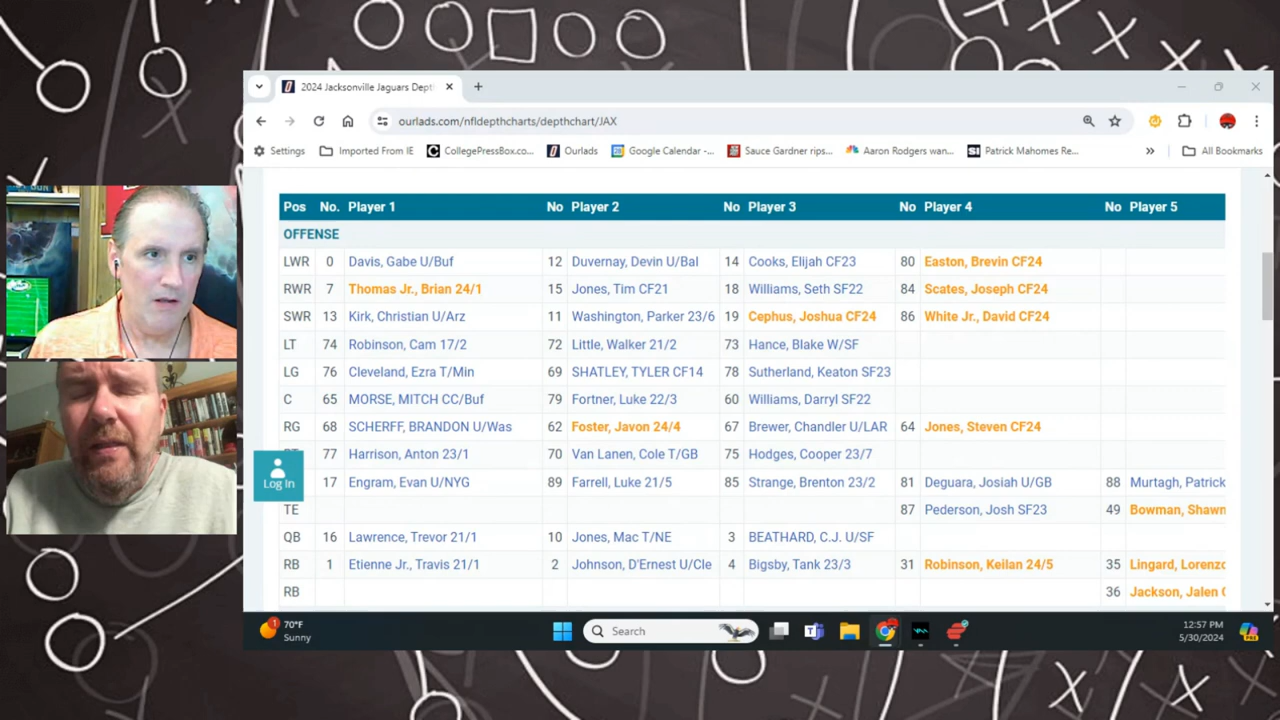 2024 Jacksonville Jaguars Dept
ourlads.com/nfldepthcharts/depthchart/JAX
Settings Imported From IE CollegePressBox.co... Ourlads Google Calendar -... Sauce Gardner rips... Aaron Rodgers wan... SI Patrick Mahomes Re... » All Bookmarks
Pos No. Player 1 No Player 2 No Player 3 No Player 4 No Player 5
OFFENSE
LWR 0 Davis, Gabe U/Buf 12 Duvernay, Devin U/Bal 14 Cooks, Elijah CF23 80 Easton, Brevin CF24
RWR 7 Thomas Jr., Brian 24/1 15 Jones, Tim CF21 18 Williams, Seth SF22 84 Scates, Joseph CF24
SWR 13 Kirk, Christian U/Arz 11 Washington, Parker 23/6 19 Cephus, Joshua CF24 86 White Jr., David CF24
LT 74 Robinson, Cam 17/2 72 Little, Walker 21/2 73 Hance, Blake W/SF
LG 76 Cleveland, Ezra T/Min 69 SHATLEY, TYLER CF14 78 Sutherland, Keaton SF23
C 65 MORSE, MITCH CC/Buf 79 Fortner, Luke 22/3 60 Williams, Darryl SF22
RG 68 SCHERFF, BRANDON U/Was 62 Foster, Javon 24/4 67 Brewer, Chandler U/LAR 64 Jones, Steven CF24
77 Harrison, Anton 23/1 70 Van Lanen, Cole T/GB 75 Hodges, Cooper 23/7
Log In
17 Engram, Evan U/NYG 89 Farrell, Luke 21/5 85 Strange, Brenton 23/2 81 Deguara, Josiah U/GB 88 Murtagh, Patrick
TE 87 Pederson, Josh SF23 49 Bowman, Shawn
QB 16 Lawrence, Trevor 21/1 10 Jones, Mac T/NE 3 BEATHARD, C.J. U/SF
RB 1 Etienne Jr., Travis 21/1 2 Johnson, D'Ernest U/Cle 4 Bigsby, Tank 23/3 31 Robinson, Keilan 24/5 35 Lingard, Lorenzo
RB 36 Jackson, Jalen
1 70°F
Sunny
Search
12:57 PM
5/30/2024